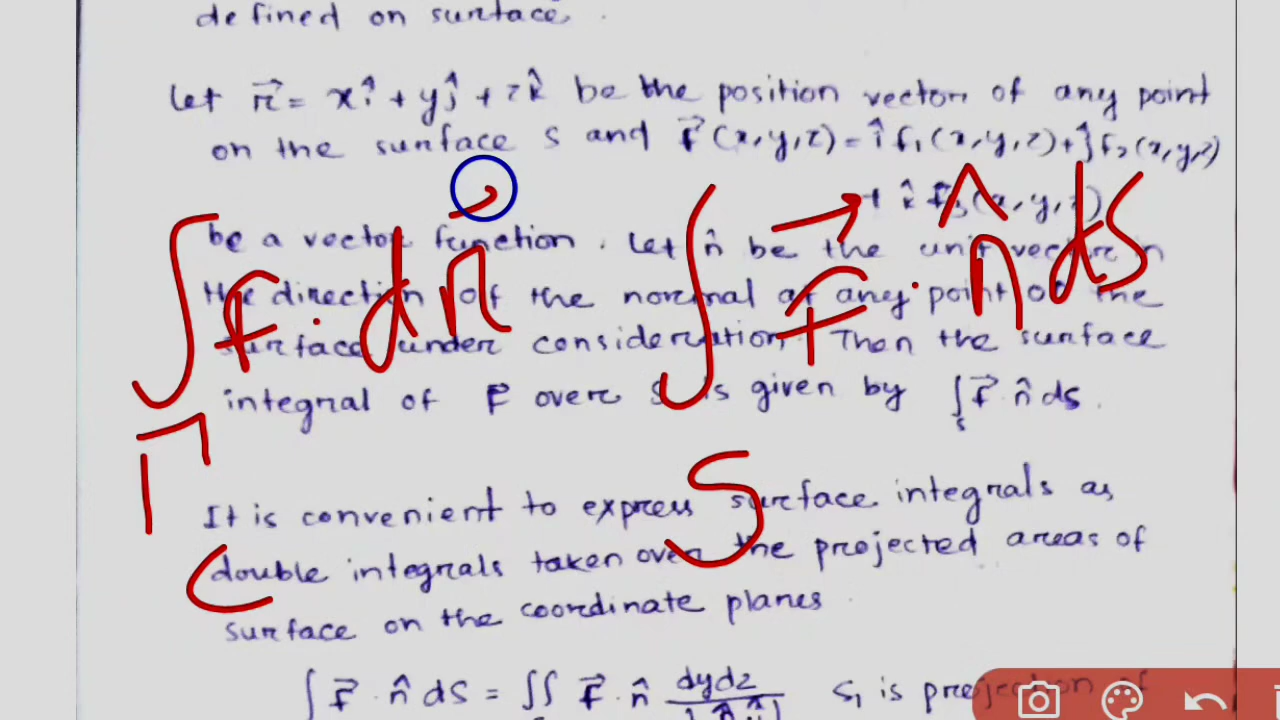 defined on surface.
Let r⃗ = xî + yĵ + zk̂ be the position vector of any point
on the surface S and F⃗ (x,y,z) = î f₁ (x,y,z) + ĵ f₂ (x,y,z)
+ k̂ f₃ (x,y,z)
be a vector function. Let n̂ be the unit vector in
the direction of the normal at any point of the
surface under consideration. Then the surface
integral of F⃗ over S is given by ∫ₛ F⃗ · n̂ ds.
∫ F · dr⃗
∫ F⃗ · n̂ ds
C
S
It is convenient to express surface integrals as
double integrals taken over the projected areas of
surface on the coordinate planes.
∫ F⃗ · n̂ ds = ∬ F⃗ · n̂ dydz S₁ is projection of